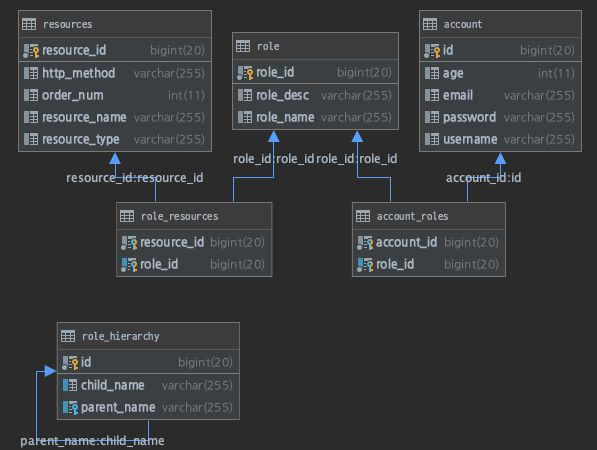 resources
resource_id bigint(20)
http_method varchar(255)
order_num int(11)
resource_name varchar(255)
resource_type varchar(255)
role
role_id bigint(20)
role_desc varchar(255)
role_name varchar(255)
account
id bigint(20)
age int(11)
email varchar(255)
password varchar(255)
username varchar(255)
resource_id:resource_id
role_id:role_id
role_id:role_id
account_id:id
role_resources
resource_id bigint(20)
role_id bigint(20)
account_roles
account_id bigint(20)
role_id bigint(20)
role_hierarchy
id bigint(20)
child_name varchar(255)
parent_name varchar(255)
parent_name:child_name